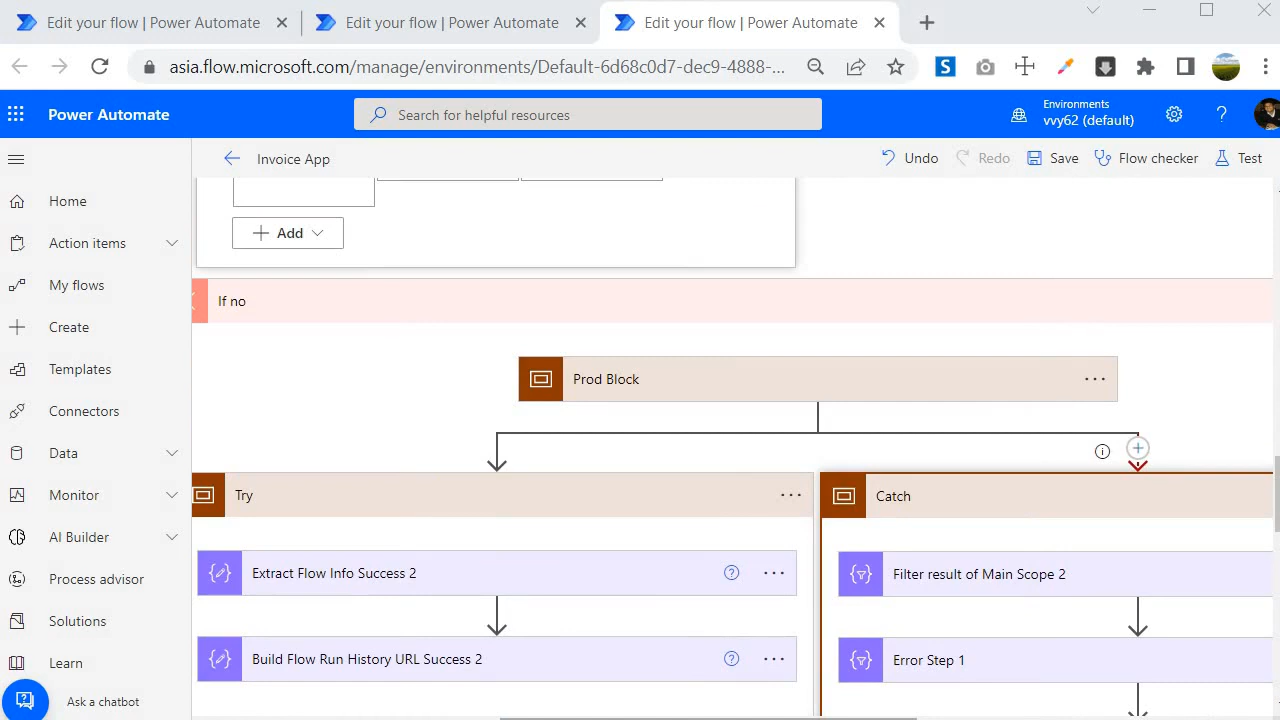 Edit your flow | Power Automate
Edit your flow | Power Automate
Edit your flow | Power Automate
asia.flow.microsoft.com/manage/environments/Default-6d68c0d7-dec9-4888-...
Power Automate
Search for helpful resources
Environments
vvy62 (default)
Invoice App
Undo
Redo
Save
Flow checker
Test
Home
Action items
My flows
Create
Templates
Connectors
Data
Monitor
AI Builder
Process advisor
Solutions
Learn
Ask a chatbot
Add
If no
Prod Block
Try
Catch
Extract Flow Info Success 2
Filter result of Main Scope 2
Build Flow Run History URL Success 2
Error Step 1